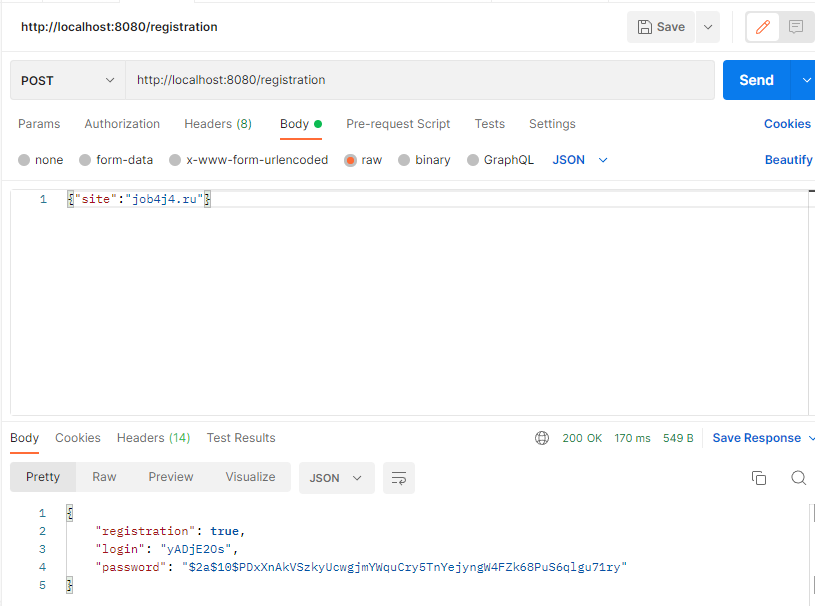 http://localhost:8080/registration
Save
POST
http://localhost:8080/registration
Send
Params Authorization Headers (8) Body Pre-request Script Tests Settings Cookies
none form-data x-www-form-urlencoded raw binary GraphQL JSON Beautify
1 {"site":"job4j4.ru"}
Body Cookies Headers (14) Test Results 200 OK 170 ms 549 B Save Response
Pretty Raw Preview Visualize JSON
1 {
2 "registration": true,
3 "login": "yADjE2Os",
4 "password": "$2a$10$PDxXnAkVSzkyUcwgjmYWquCry5TnYejyngW4FZk68PuS6qlgu71ry"
5 }